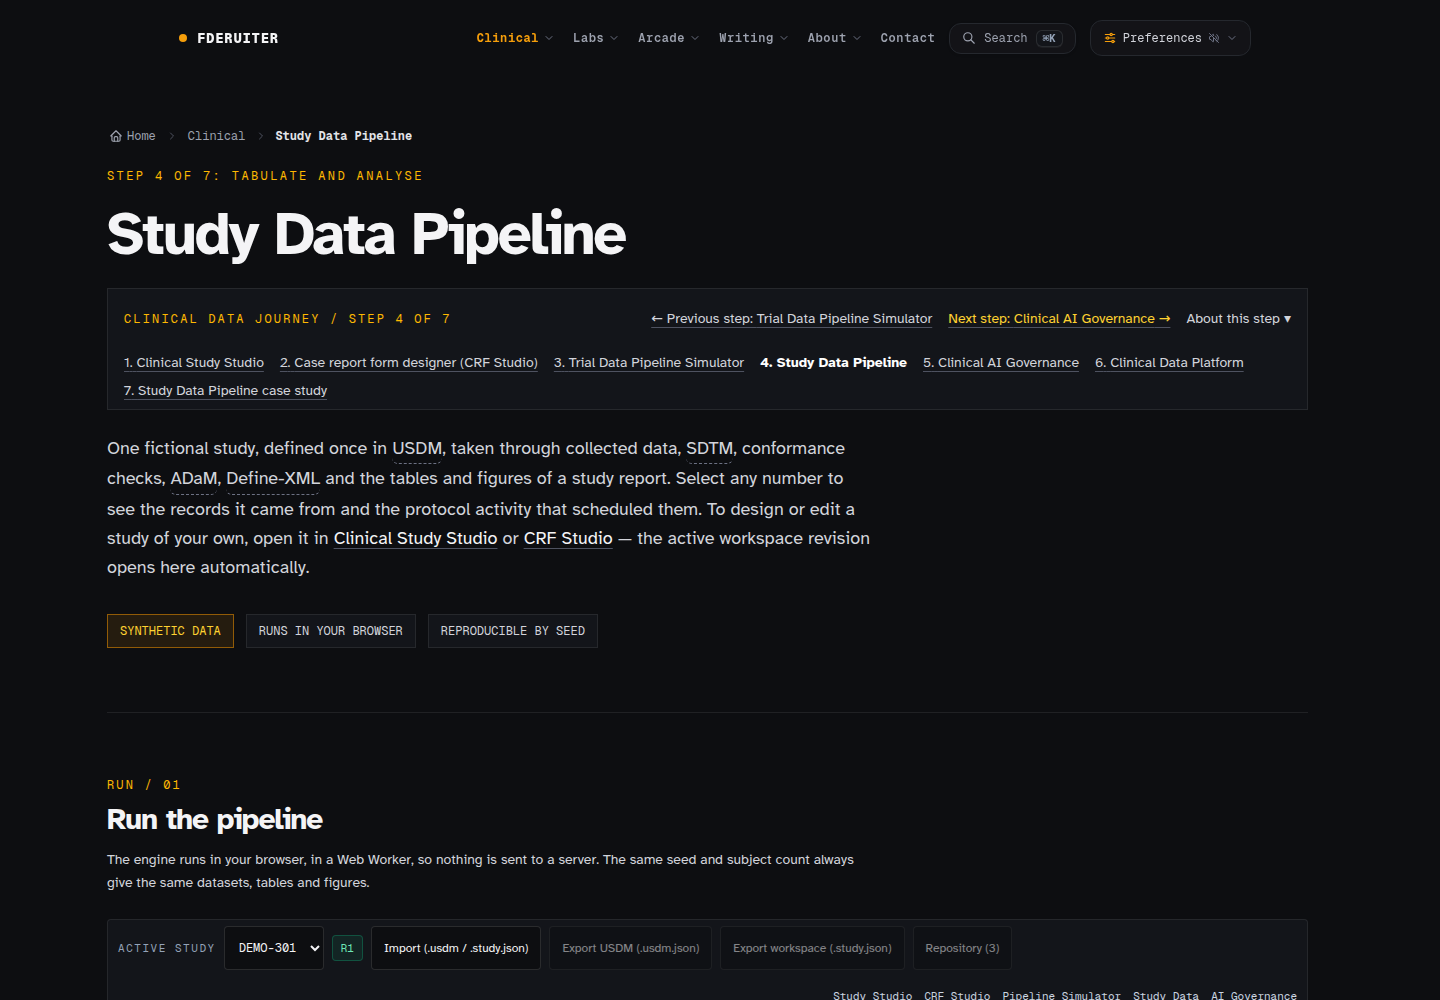 FDERUITER
Clinical Labs Arcade Writing About Contact Search ⌘K Preferences
Home Clinical Study Data Pipeline
STEP 4 OF 7: TABULATE AND ANALYSE
Study Data Pipeline
CLINICAL DATA JOURNEY / STEP 4 OF 7
← Previous step: Trial Data Pipeline Simulator Next step: Clinical AI Governance → About this step ▾
1. Clinical Study Studio 2. Case report form designer (CRF Studio) 3. Trial Data Pipeline Simulator 4. Study Data Pipeline 5. Clinical AI Governance 6. Clinical Data Platform
7. Study Data Pipeline case study
One fictional study, defined once in USDM, taken through collected data, SDTM, conformance
checks, ADaM, Define-XML and the tables and figures of a study report. Select any number to
see the records it came from and the protocol activity that scheduled them. To design or edit a
study of your own, open it in Clinical Study Studio or CRF Studio — the active workspace revision
opens here automatically.
SYNTHETIC DATA RUNS IN YOUR BROWSER REPRODUCIBLE BY SEED
RUN / 01
Run the pipeline
The engine runs in your browser, in a Web Worker, so nothing is sent to a server. The same seed and subject count always
give the same datasets, tables and figures.
ACTIVE STUDY DEMO-301 R1 Import (.usdm / .study.json) Export USDM (.usdm.json) Export workspace (.study.json) Repository (3)
Study Studio CRF Studio Pipeline Simulator Study Data AI Governance